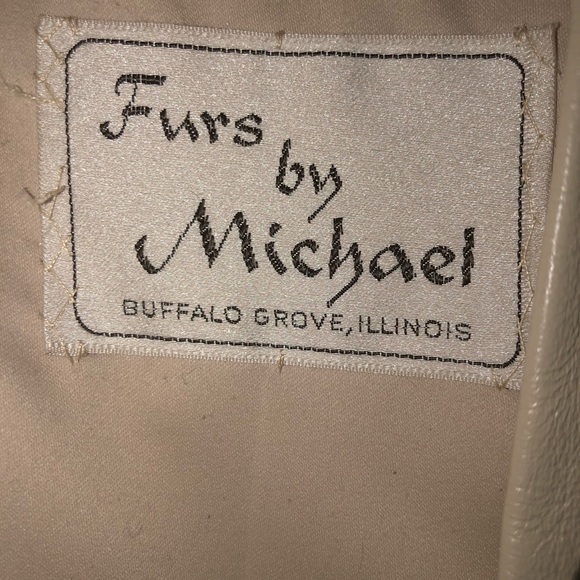 Furs
by
Michael
BUFFALO GROVE, ILLINOIS